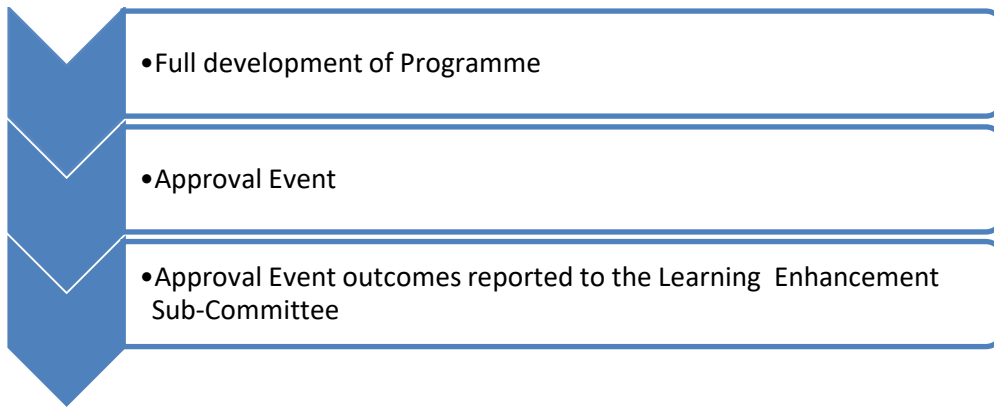 •Full development of Programme
•Approval Event
•Approval Event outcomes reported to the Learning Enhancement
Sub-Committee